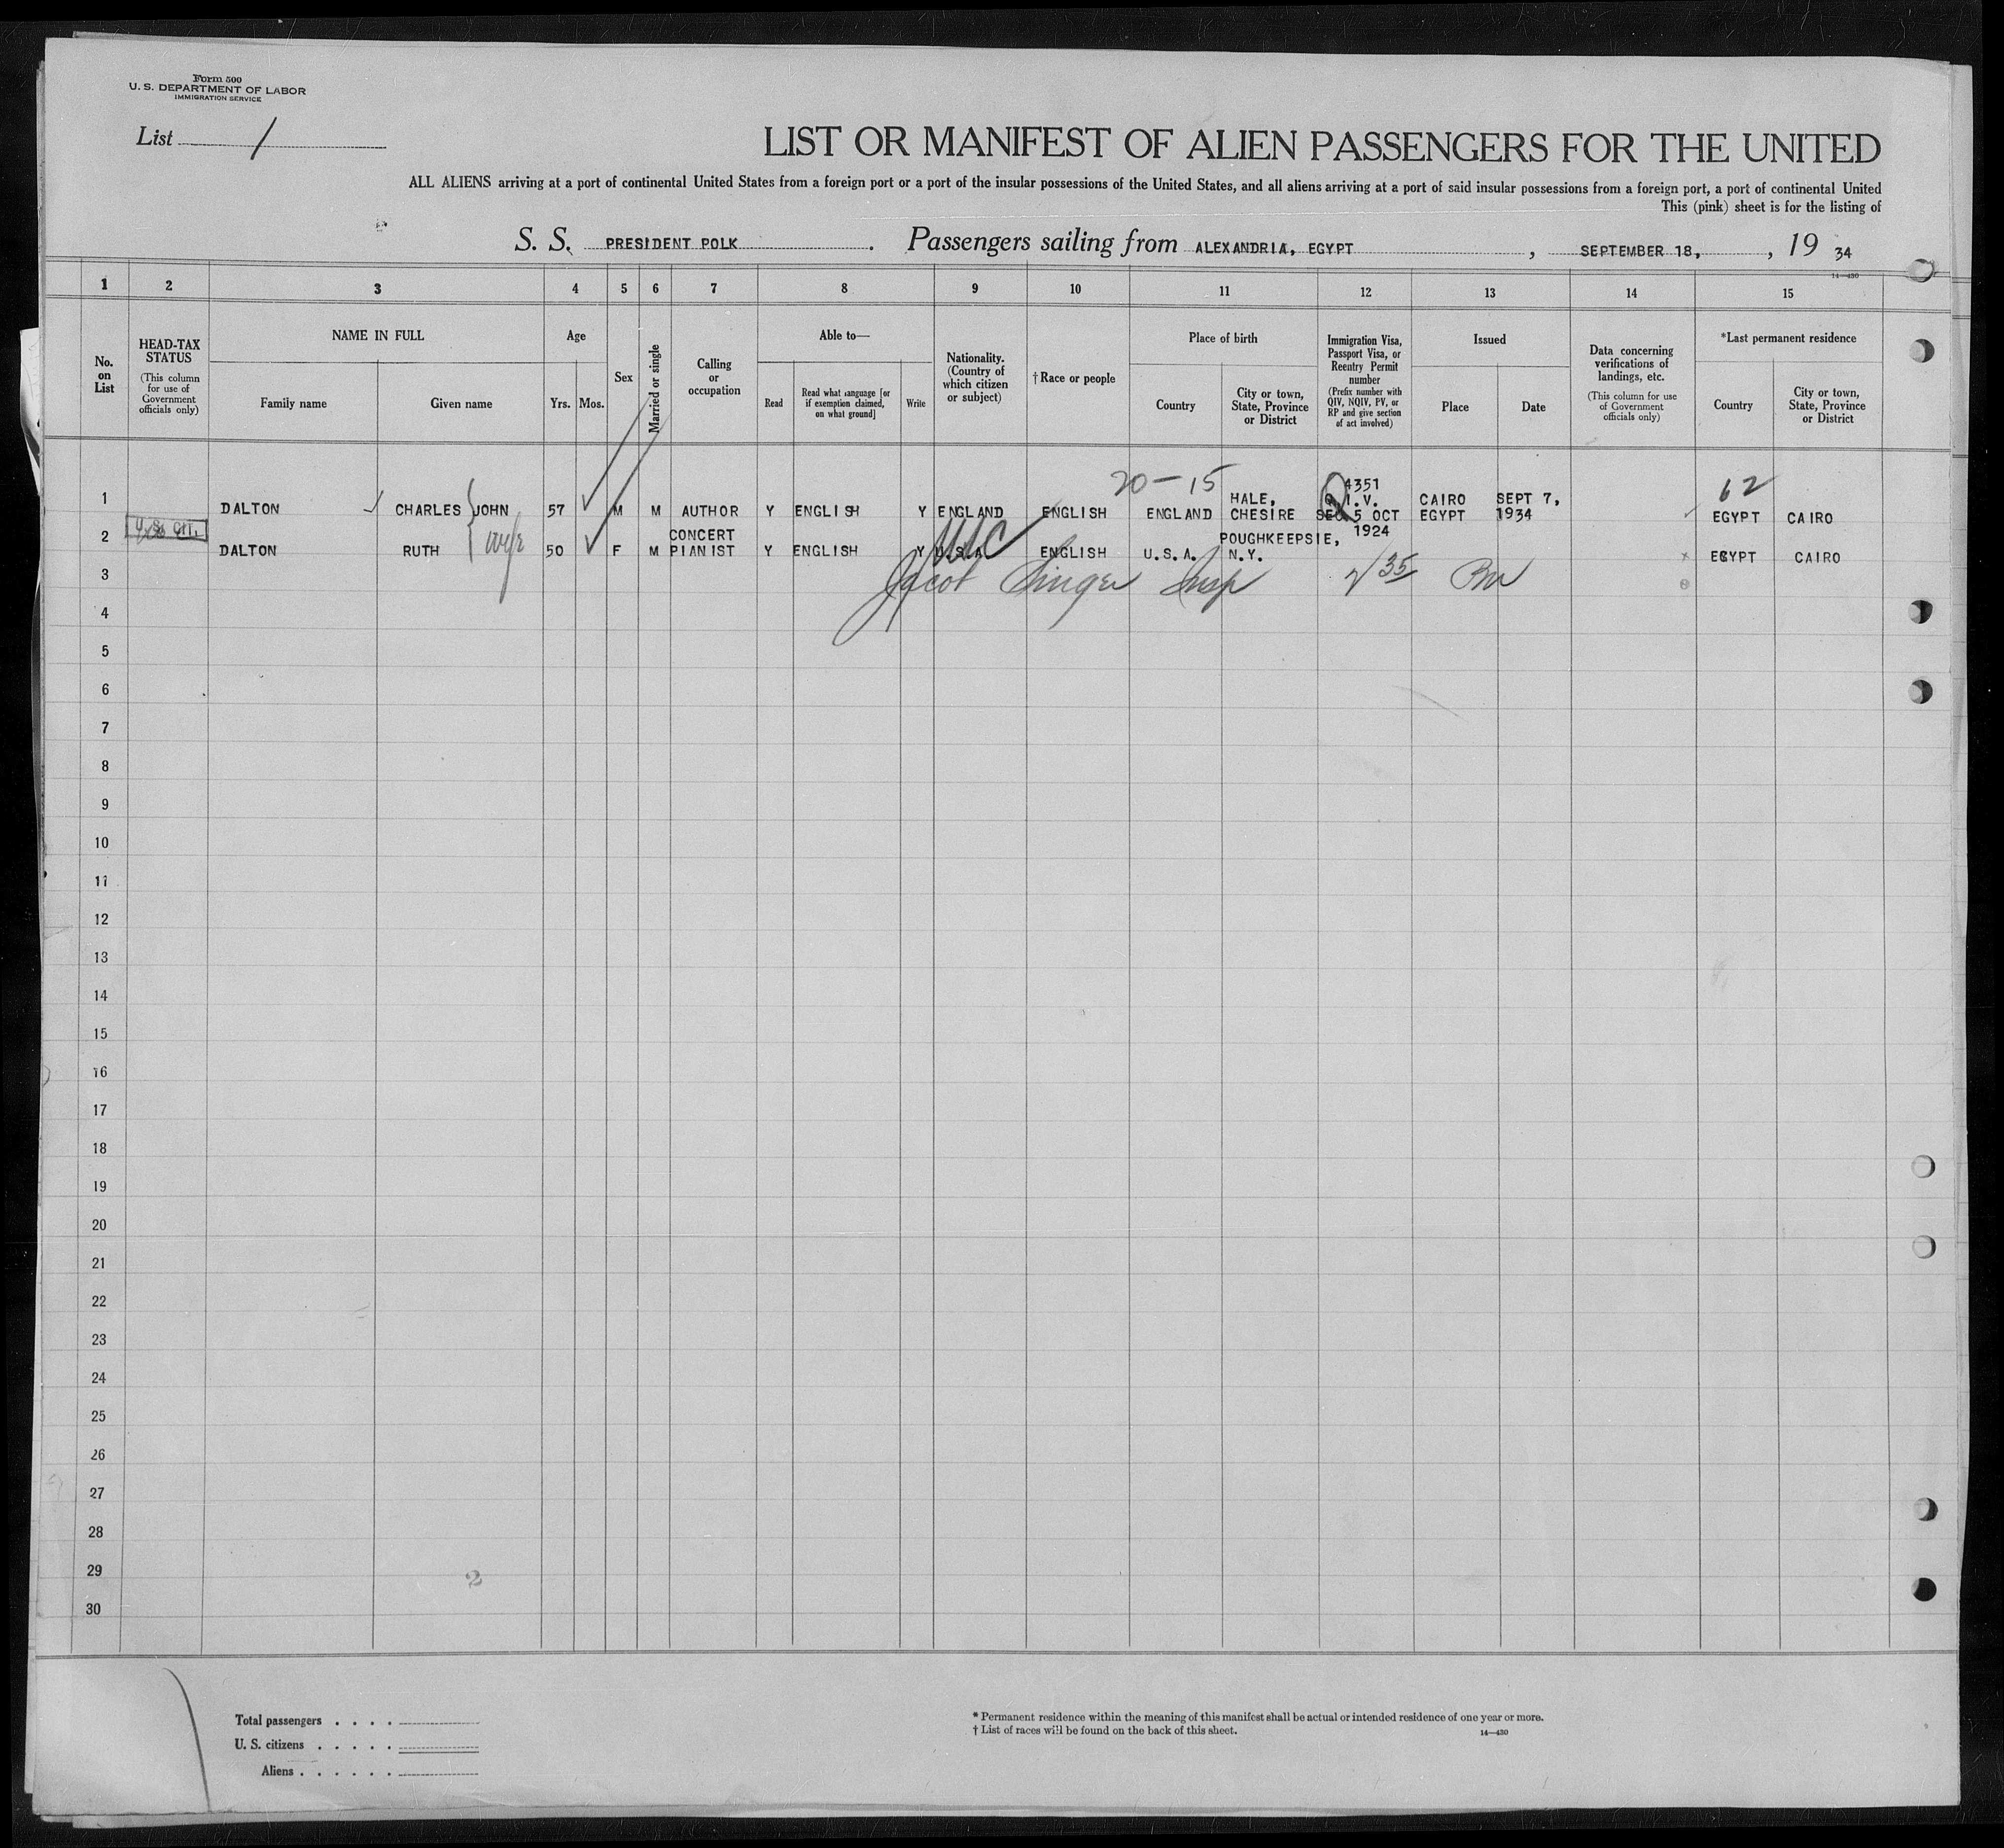 Form 500
U. S. DEPARTMENT OF LABOR
IMMIGRATION SERVICE
List 1
LIST OR MANIFEST OF ALIEN PASSENGERS FOR THE UNITED
ALL ALIENS arriving at a port of continental United States from a foreign port or a port of the insular possessions of the United States, and all aliens arriving at a port of said insular possessions from a foreign port, a port of continental United
This (pink) sheet is for the listing of
S. S. PRESIDENT POLK . Passengers sailing from ALEXANDRIA, EGYPT , SEPTEMBER 18, , 19 34
14—430
1 2 3 4 5 6 7 8 9 10 11 12 13 14 15
No. on List
HEAD-TAX STATUS (This column for use of Government officials only)
NAME IN FULL
Family name
Given name
Age
Yrs.
Mos.
Sex
Married or single
Calling or occupation
Able to—
Read
Read what language [or if exemption claimed, on what ground]
Write
Nationality. (Country of which citizen or subject)
†Race or people
Place of birth
Country
City or town, State, Province or District
Immigration Visa, Passport Visa, or Reentry Permit number (Prefix number with QIV, NQIV, PV, or RP and give section of act involved)
Issued
Place
Date
Data concerning verifications of landings, etc. (This column for use of Government officials only)
*Last permanent residence
Country
City or town, State, Province or District
20—15
62
1 DALTON CHARLES JOHN 57 M M AUTHOR Y ENGLISH Y ENGLAND ENGLISH ENGLAND HALE, CHESIRE 4351 Q.I.V. SEC. 5 OCT 1924 CAIRO EGYPT SEPT 7, 1934 EGYPT CAIRO
U.S. CIT.
2 DALTON RUTH wife 50 F M CONCERT PIANIST Y ENGLISH Y U.S.A. USC ENGLISH U.S.A. POUGHKEEPSIE, N.Y. EGYPT CAIRO
3 Jacob Singer Insp 35
4
5
6
7
8
9
10
11
12
13
14
15
16
17
18
19
20
21
22
23
24
25
26
27
28
29
2
30
Total passengers . . . .
U. S. citizens . . . . .
Aliens . . . . . .
* Permanent residence within the meaning of this manifest shall be actual or intended residence of one year or more.
† List of races will be found on the back of this sheet.
14—430